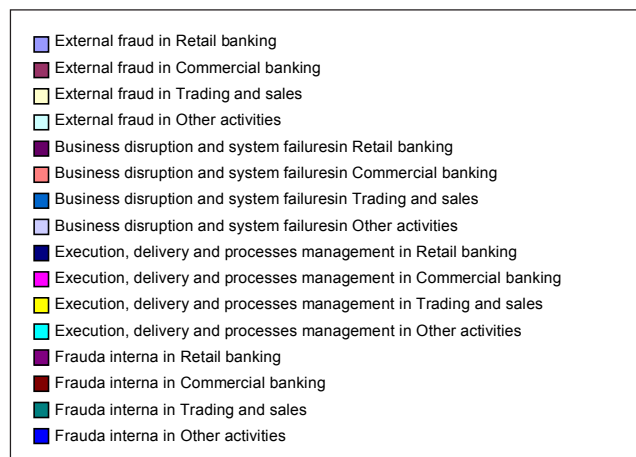 External fraud in Retail banking
External fraud in Commercial banking
External fraud in Trading and sales
External fraud in Other activities
Business disruption and system failuresin Retail banking
Business disruption and system failuresin Commercial banking
Business disruption and system failuresin Trading and sales
Business disruption and system failuresin Other activities
Execution, delivery and processes management in Retail banking
Execution, delivery and processes management in Commercial banking
Execution, delivery and processes management in Trading and sales
Execution, delivery and processes management in Other activities
Frauda interna in Retail banking
Frauda interna in Commercial banking
Frauda interna in Trading and sales
Frauda interna in Other activities